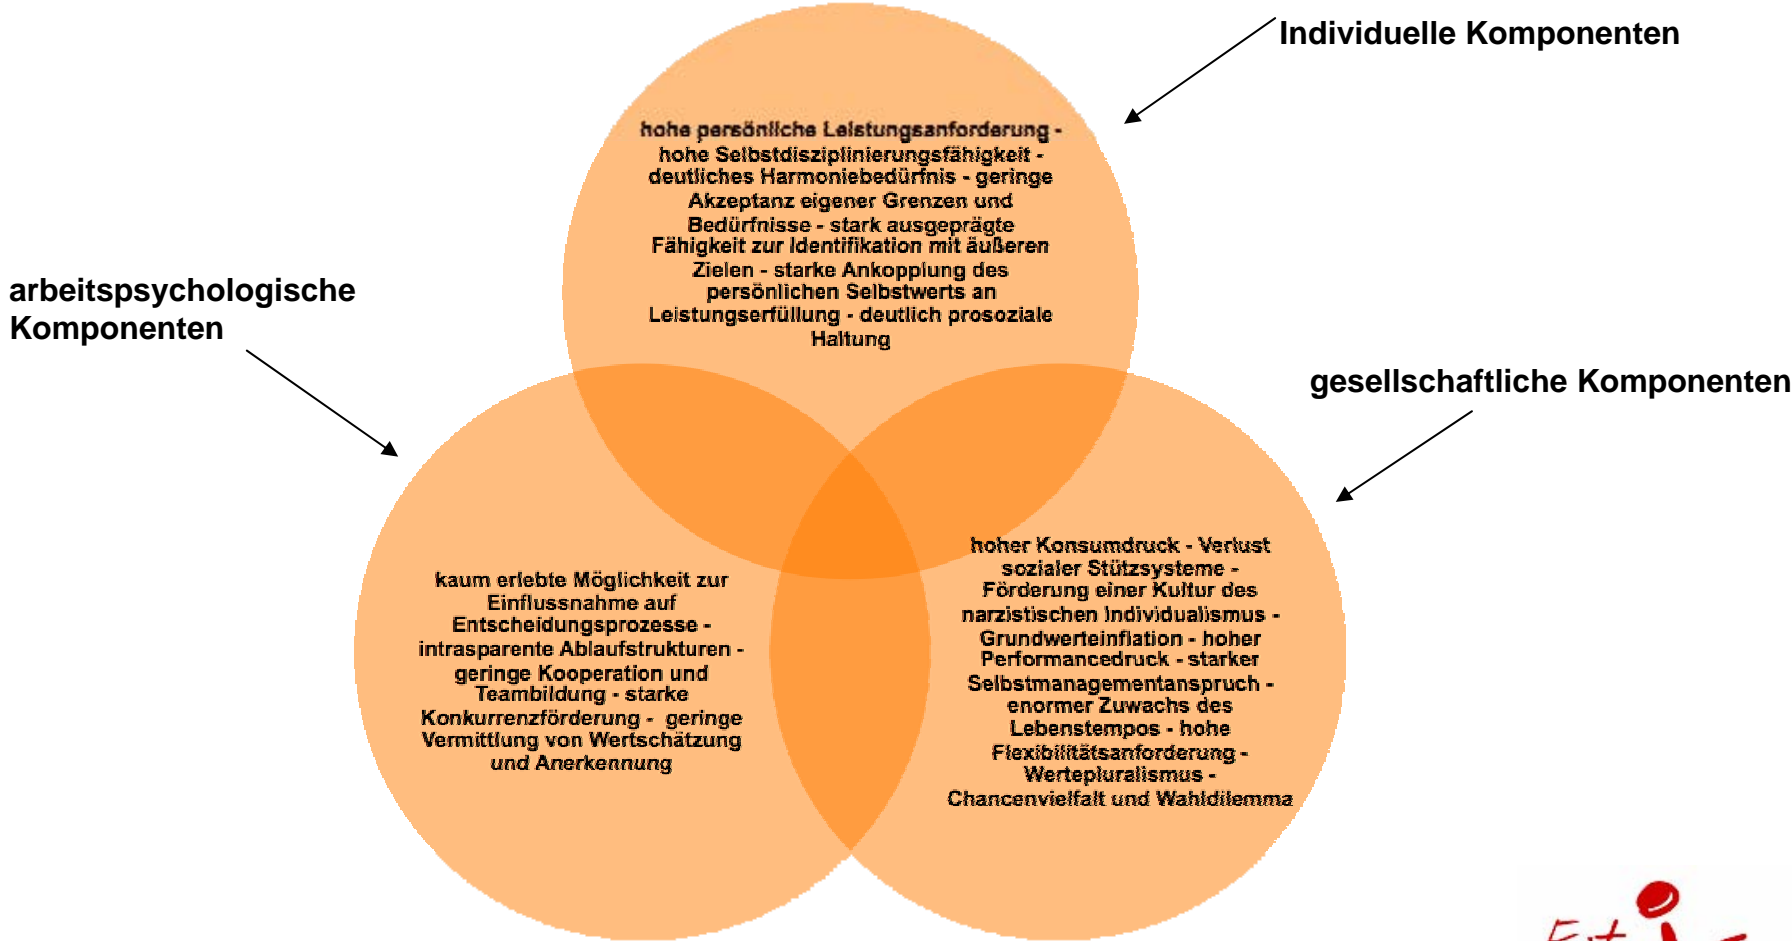 Individuelle Komponenten
hohe persönliche Leistungsanforderung -
hohe Selbstdisziplinierungsfähigkeit -
deutliches Harmoniebedürfnis - geringe
Akzeptanz eigener Grenzen und
Bedürfnisse - stark ausgeprägte
Fähigkeit zur Identifikation mit äußeren
Zielen - starke Ankopplung des
persönlichen Selbstwerts an
Leistungserfüllung - deutlich prosoziale
Haltung
arbeitspsychologische
Komponenten
gesellschaftliche Komponenten
kaum erlebte Möglichkeit zur
Einflussnahme auf
Entscheidungsprozesse -
intrasparente Ablaufstrukturen -
geringe Kooperation und
Teambildung - starke
Konkurrenzförderung - geringe
Vermittlung von Wertschätzung
und Anerkennung
hoher Konsumdruck - Verlust
sozialer Stützsysteme -
Förderung einer Kultur des
narzistischen Individualismus -
Grundwerteinflation - hoher
Performancedruck - starker
Selbstmanagementanspruch -
enormer Zuwachs des
Lebenstempos - hohe
Flexibilitätsanforderung -
Wertepluralismus -
Chancenvielfalt und Wahldilemma